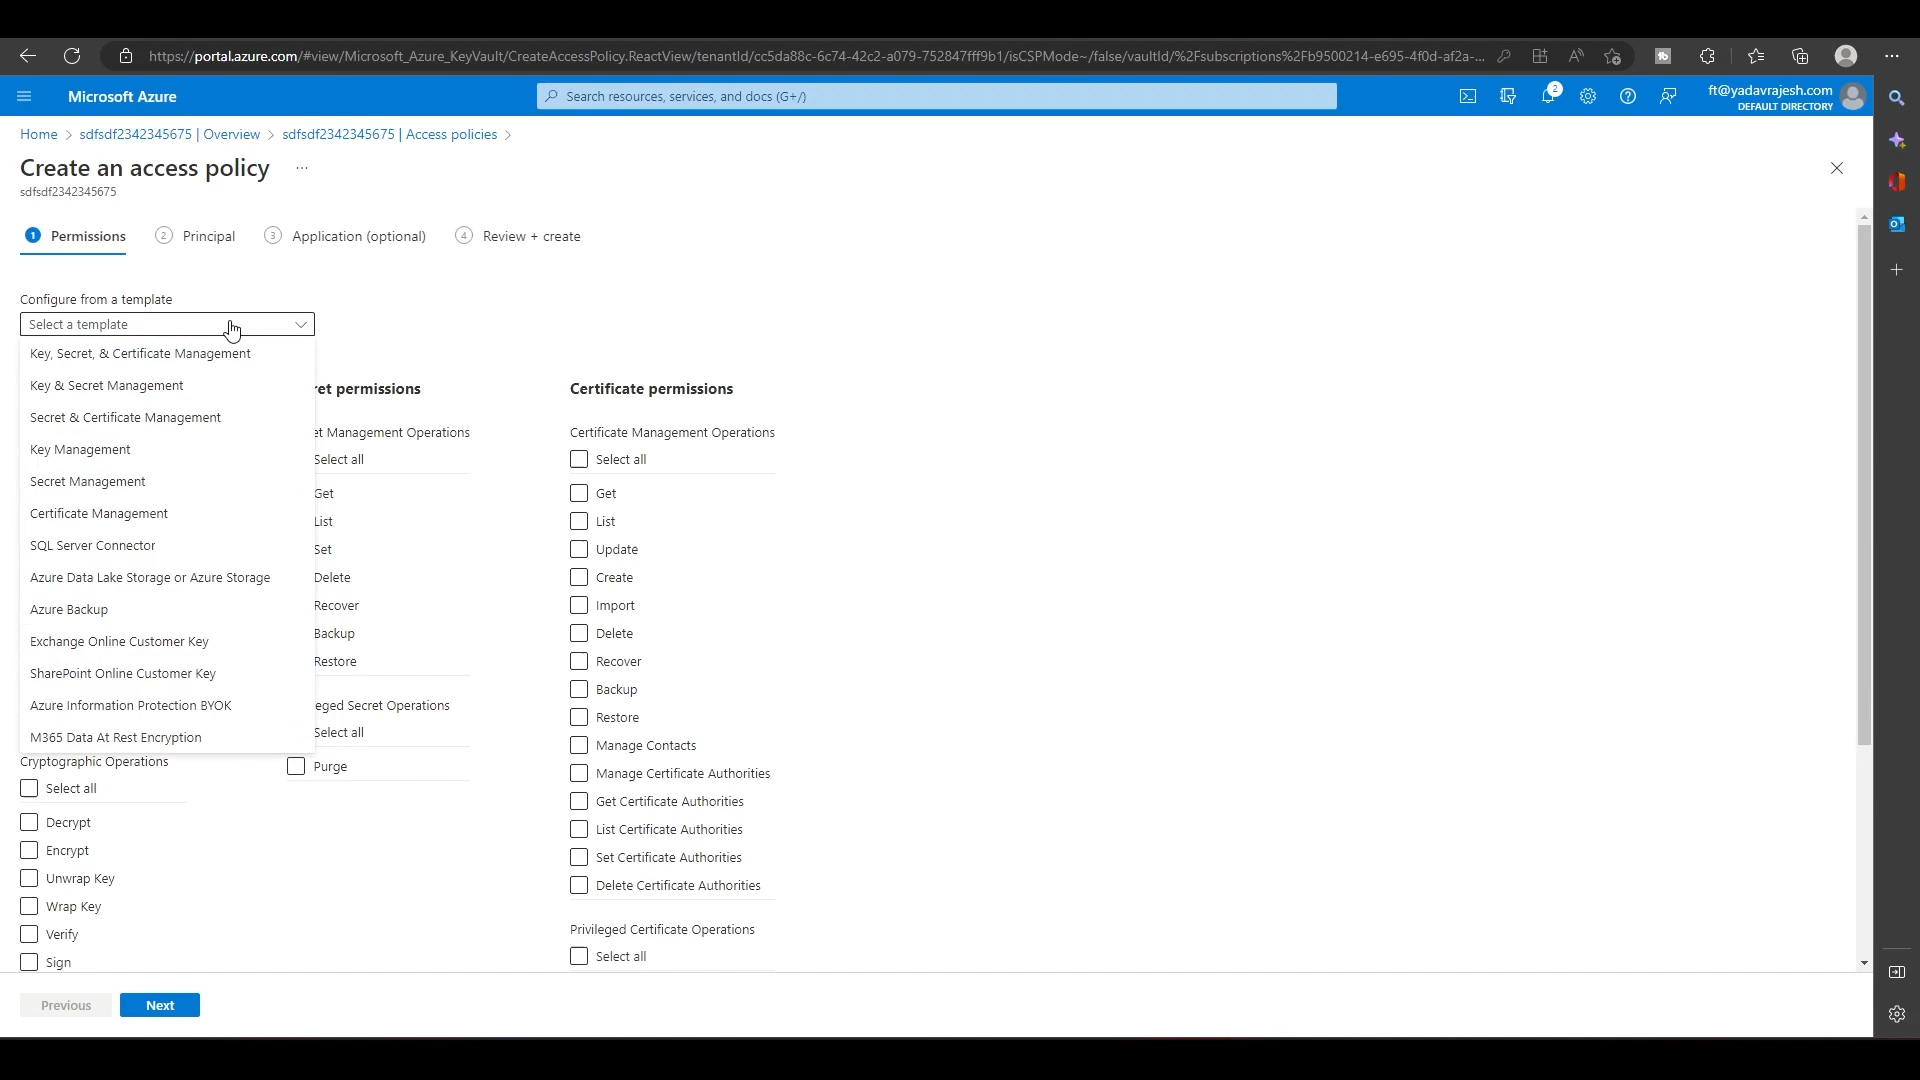 https://portal.azure.com/#view/Microsoft_Azure_KeyVault/CreateAccessPolicy.ReactView/tenantId/cc5da88c-6c74-42c2-a079-752847fff9b1/isCSPMode~/false/vaultId/%2Fsubscriptions%2Fb9500214-e695-4f0d-af2a-...
Microsoft Azure
Search resources, services, and docs (G+/)
2
ft@yadavrajesh.com
DEFAULT DIRECTORY
Home > sdfsdf2342345675 | Overview > sdfsdf2342345675 | Access policies >
Create an access policy ...
sdfsdf2342345675
1 Permissions 2 Principal 3 Application (optional) 4 Review + create
Configure from a template
Select a template
Key, Secret, & Certificate Management
Key & Secret Management
Secret & Certificate Management
Key Management
Secret Management
Certificate Management
SQL Server Connector
Azure Data Lake Storage or Azure Storage
Azure Backup
Exchange Online Customer Key
SharePoint Online Customer Key
Azure Information Protection BYOK
M365 Data At Rest Encryption
Cryptographic Operations
Select all
Decrypt
Encrypt
Unwrap Key
Wrap Key
Verify
Sign
ret permissions
et Management Operations
Select all
Get
List
Set
Delete
Recover
Backup
Restore
eged Secret Operations
Select all
Purge
Certificate permissions
Certificate Management Operations
Select all
Get
List
Update
Create
Import
Delete
Recover
Backup
Restore
Manage Contacts
Manage Certificate Authorities
Get Certificate Authorities
List Certificate Authorities
Set Certificate Authorities
Delete Certificate Authorities
Privileged Certificate Operations
Select all
Previous
Next